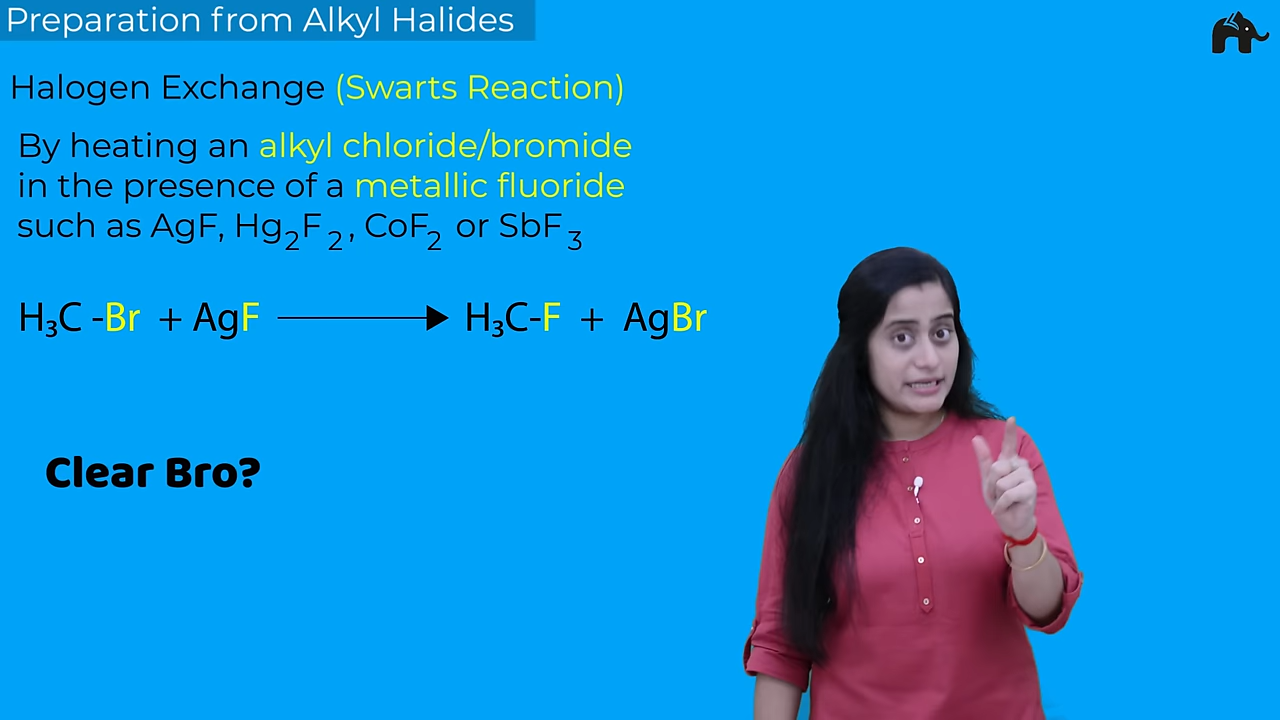 Preparation from Alkyl Halides
Halogen Exchange (Swarts Reaction)
By heating an alkyl chloride/bromide
in the presence of a metallic fluoride
such as AgF, Hg₂F₂, CoF₂ or SbF₃
H₃C -Br + AgF ⟶ H₃C-F + AgBr
Clear Bro?